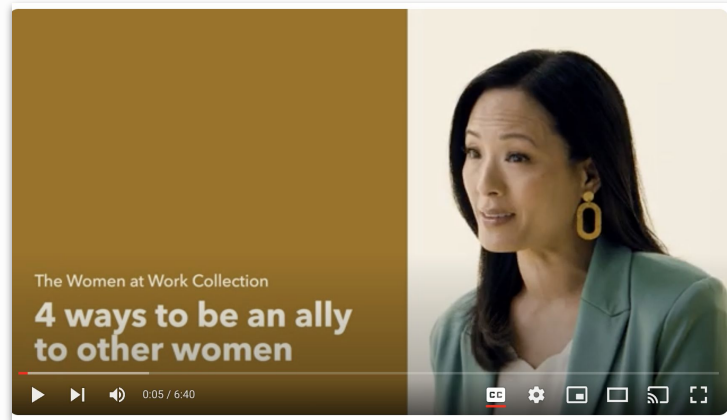 The Women at Work Collection
4 ways to be an ally
to other women
0:05 / 6:40
CC